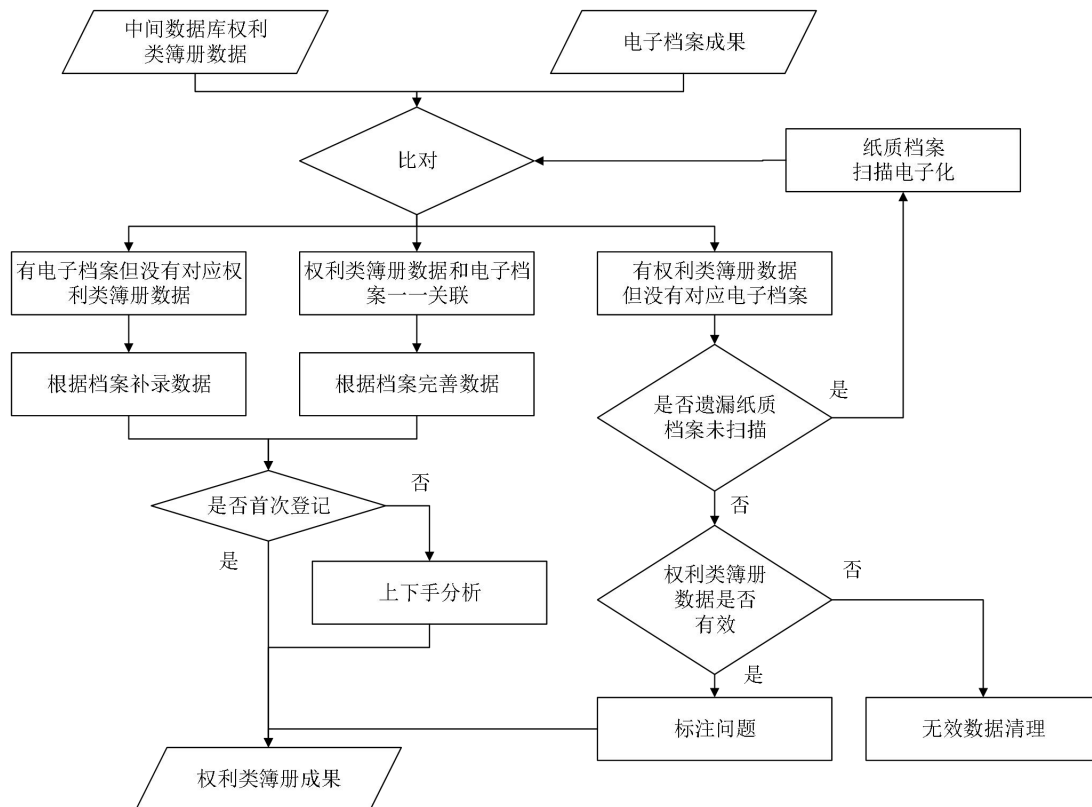 中间数据库权利
类簿册数据
电子档案成果
比对
纸质档案
扫描电子化
有电子档案但没有对应权
利类簿册数据
权利类簿册数据和电子档
案一一关联
有权利类簿册数据
但没有对应电子档案
根据档案补录数据
根据档案完善数据
是否遗漏纸质
档案未扫描
是
是否首次登记
否
否
是
上下手分析
权利类簿册
数据是否
有效
否
是
标注问题
无效数据清理
权利类簿册成果